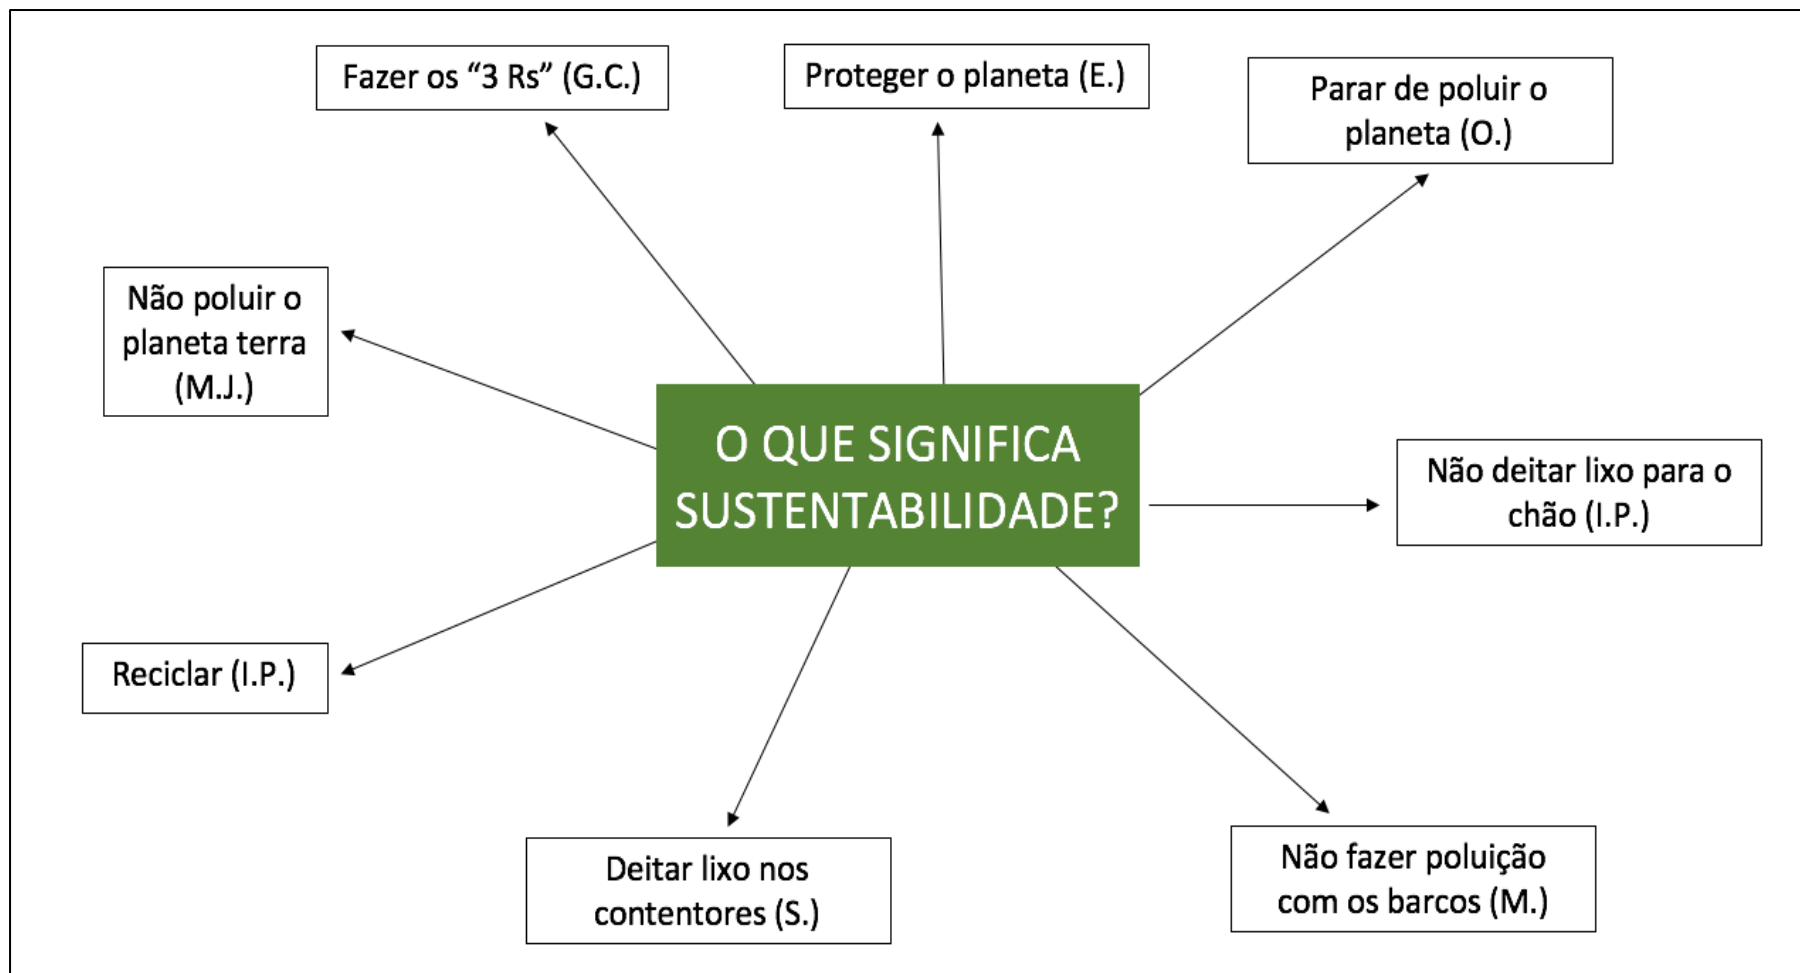 Fazer os “3 Rs” (G.C.)
Proteger o planeta (E.)
Parar de poluir o
planeta (O.)
Não poluir o
planeta terra
(M.J.)
O QUE SIGNIFICA
SUSTENTABILIDADE?
Não deitar lixo para o
chão (I.P.)
Reciclar (I.P.)
Deitar lixo nos
contentores (S.)
Não fazer poluição
com os barcos (M.)